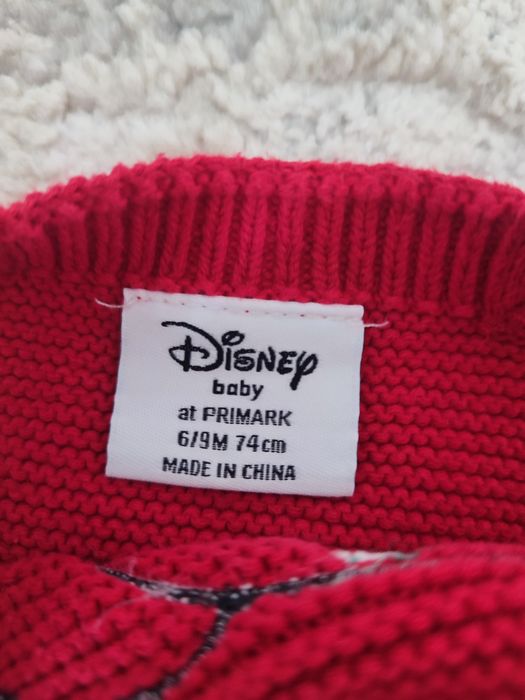 Disney
baby
at PRIMARK
6/9M 74cm
MADE IN CHINA